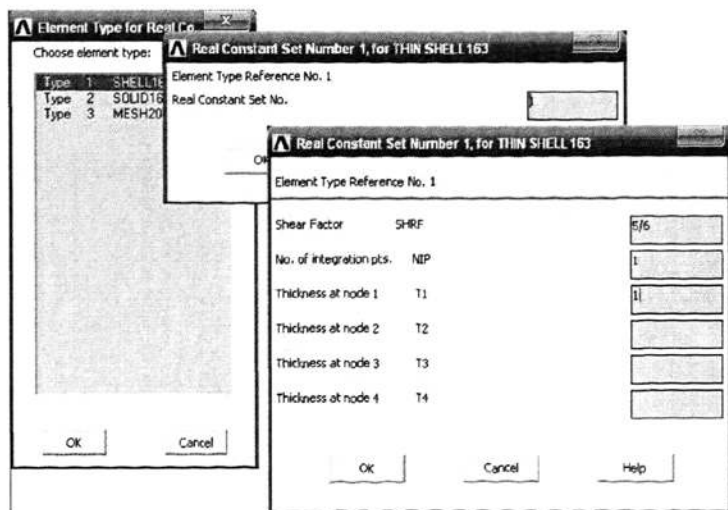 Element Type for Real Co
Choose element type:
Type 1 SHELL16
Type 2 SOLID16
Type 3 MESH20
OK Cancel
Real Constant Set Number 1, for THIN SHELL 163
Element Type Reference No. 1
Real Constant Set No.
OK
Real Constant Set Number 1, for THIN SHELL 163
Element Type Reference No. 1
Shear Factor SHRF 5/6
No. of integration pts. NIP 1
Thickness at node 1 T1 1
Thickness at node 2 T2
Thickness at node 3 T3
Thickness at node 4 T4
OK Cancel Help